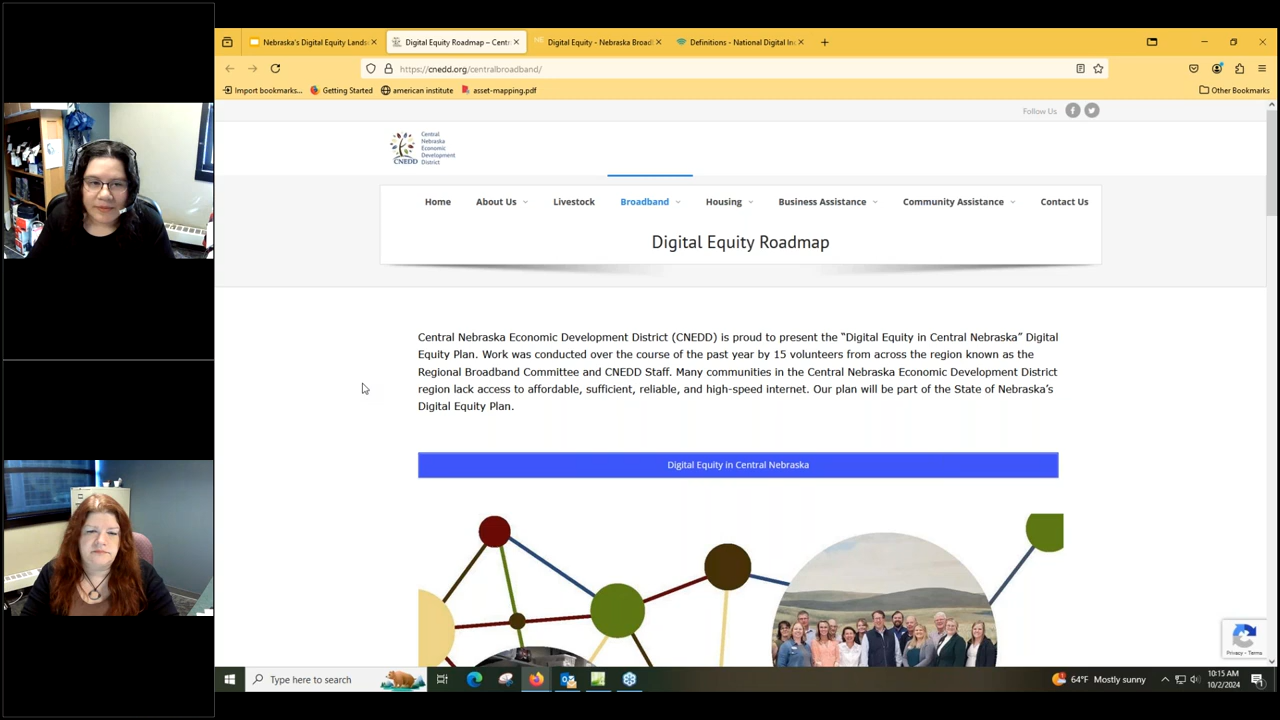 Nebraska's Digital Equity Lands
Digital Equity Roadmap – Centr
Digital Equity - Nebraska Broadb
Definitions - National Digital Inc
https://cnedd.org/centralbroadband/
Import bookmarks...
Getting Started
american institute
asset-mapping.pdf
Other Bookmarks
Follow Us
Central
Nebraska
Economic
Development
District
CNEDD
Home
About Us
Livestock
Broadband
Housing
Business Assistance
Community Assistance
Contact Us
Digital Equity Roadmap
Central Nebraska Economic Development District (CNEDD) is proud to present the “Digital Equity in Central Nebraska” Digital
Equity Plan. Work was conducted over the course of the past year by 15 volunteers from across the region known as the
Regional Broadband Committee and CNEDD Staff. Many communities in the Central Nebraska Economic Development District
region lack access to affordable, sufficient, reliable, and high-speed internet. Our plan will be part of the State of Nebraska’s
Digital Equity Plan.
Digital Equity in Central Nebraska
Privacy - Terms
Type here to search
64°F Mostly sunny
10:15 AM
10/2/2024